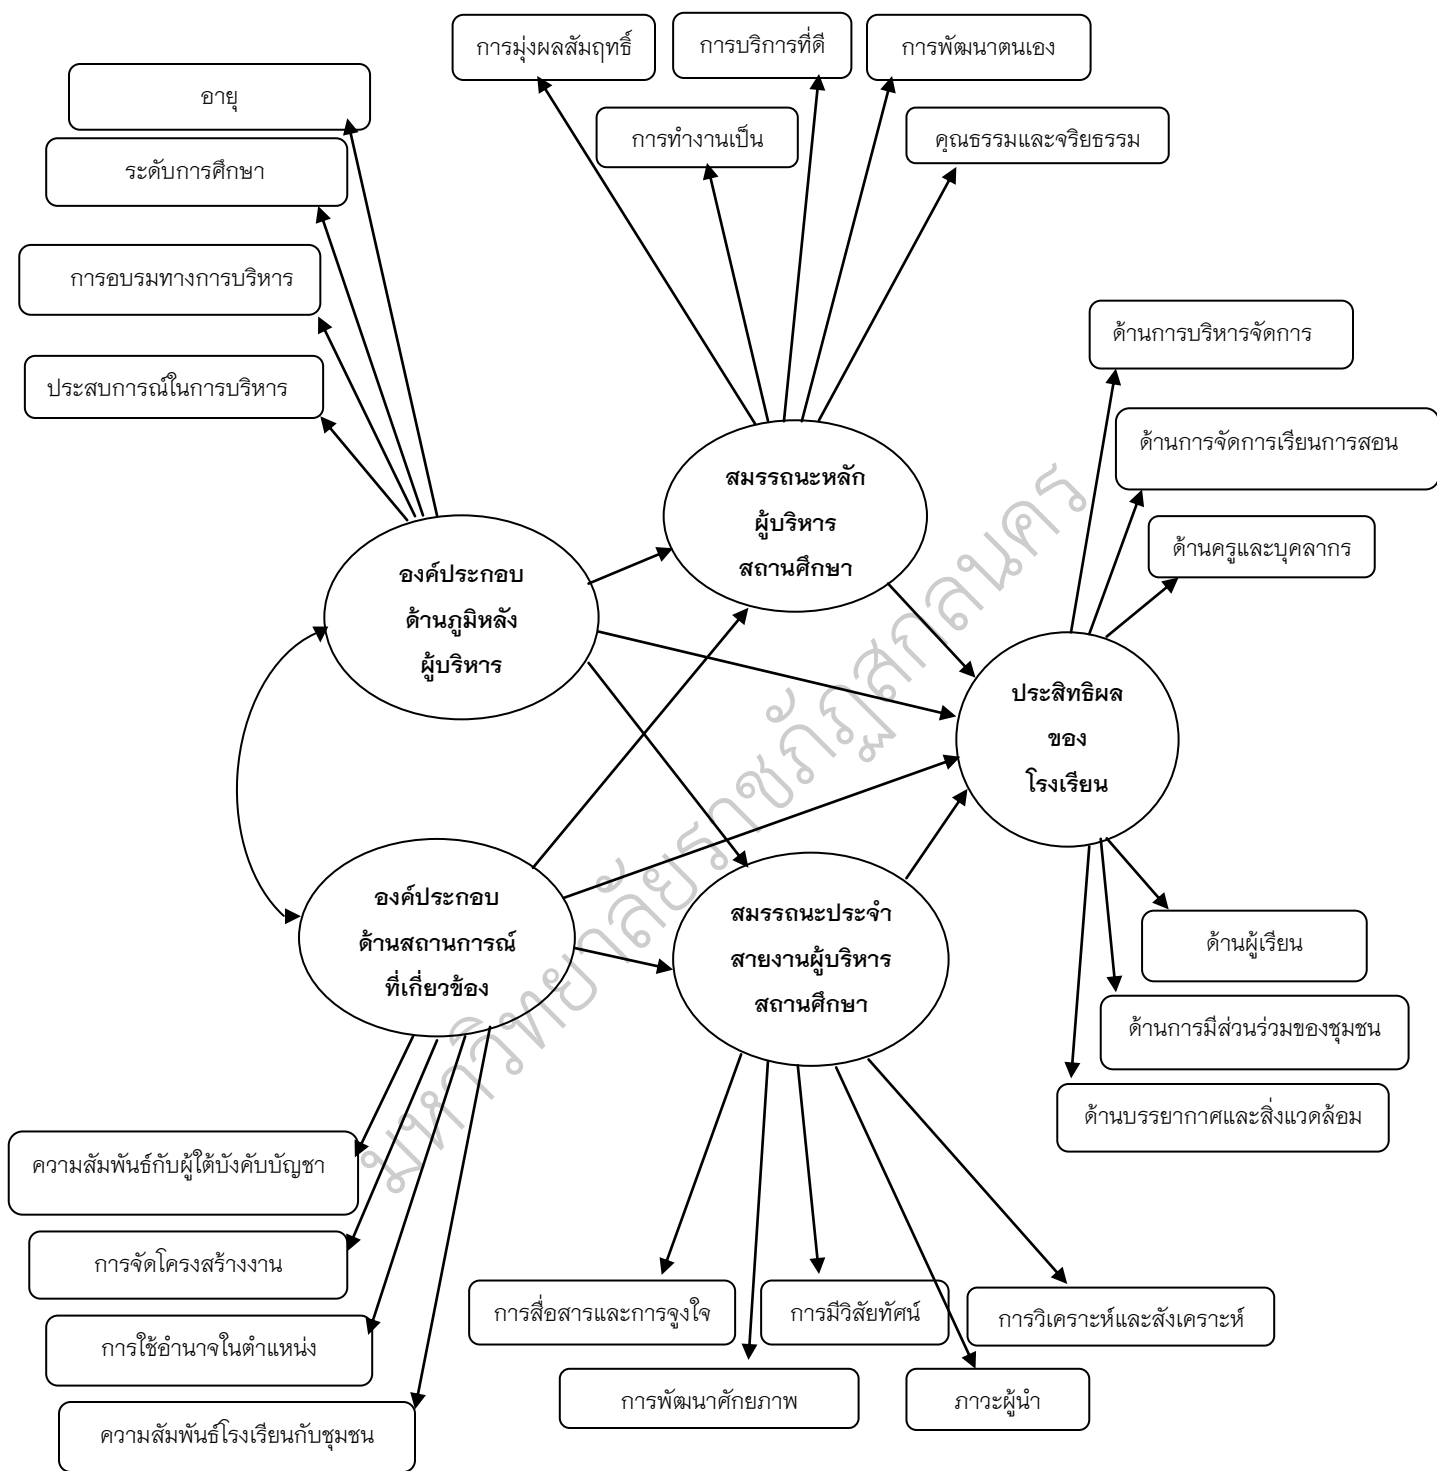 การมุ่งผลสัมฤทธิ์
การบริการที่ดี
การพัฒนาตนเอง
อายุ
การทำงานเป็น
คุณธรรมและจริยธรรม
ระดับการศึกษา
การอบรมทางการบริหาร
ประสบการณ์ในการบริหาร
ด้านการบริหารจัดการ
ด้านการจัดการเรียนการสอน
ด้านครูและบุคลากร
สมรรถนะหลัก
ผู้บริหาร
สถานศึกษา
องค์ประกอบ
ด้านภูมิหลัง
ผู้บริหาร
ประสิทธิผล
ของ
โรงเรียน
องค์ประกอบ
ด้านสถานการณ์
ที่เกี่ยวข้อง
สมรรถนะประจำ
สายงานผู้บริหาร
สถานศึกษา
ด้านผู้เรียน
ด้านการมีส่วนร่วมของชุมชน
ด้านบรรยากาศและสิ่งแวดล้อม
ความสัมพันธ์กับผู้ใต้บังคับบัญชา
การจัดโครงสร้างงาน
การใช้อำนาจในตำแหน่ง
ความสัมพันธ์โรงเรียนกับชุมชน
การสื่อสารและการจูงใจ
การมีวิสัยทัศน์
การวิเคราะห์และสังเคราะห์
การพัฒนาศักยภาพ
ภาวะผู้นำ
มหาวิทยาลัยราชภัฏสกลนคร